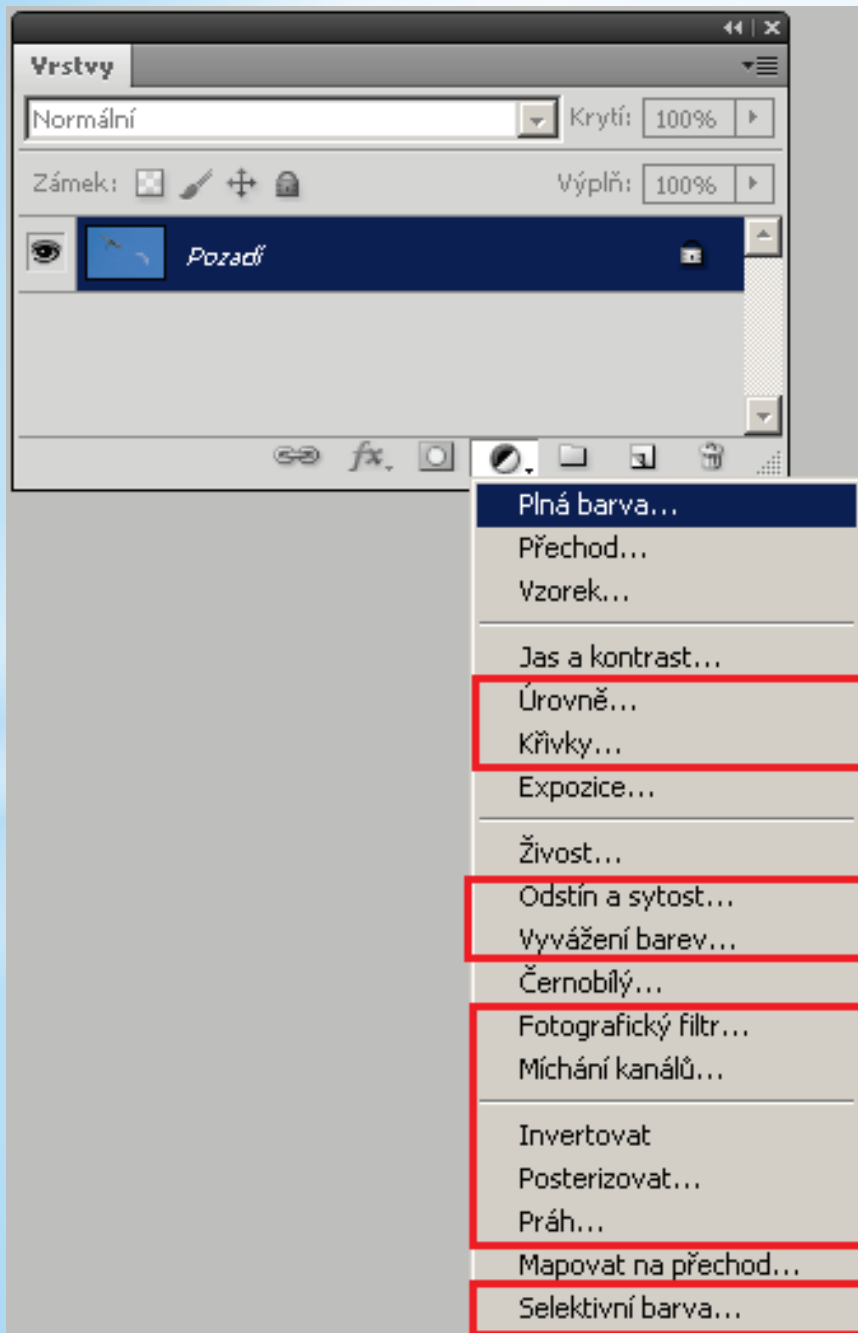 Vrstvy
Normální Krytí: 100%
Zámek: Výplň: 100%
Pozadí
fx.
Plná barva...
Přechod...
Vzorek...
Jas a kontrast...
Úrovně...
Křivky...
Expozice...
Živost...
Odstín a sytost...
Vyvážení barev...
Černobílý...
Fotografický filtr...
Míchání kanálů...
Invertovat
Posterizovat...
Práh...
Mapovat na přechod...
Selektivní barva...